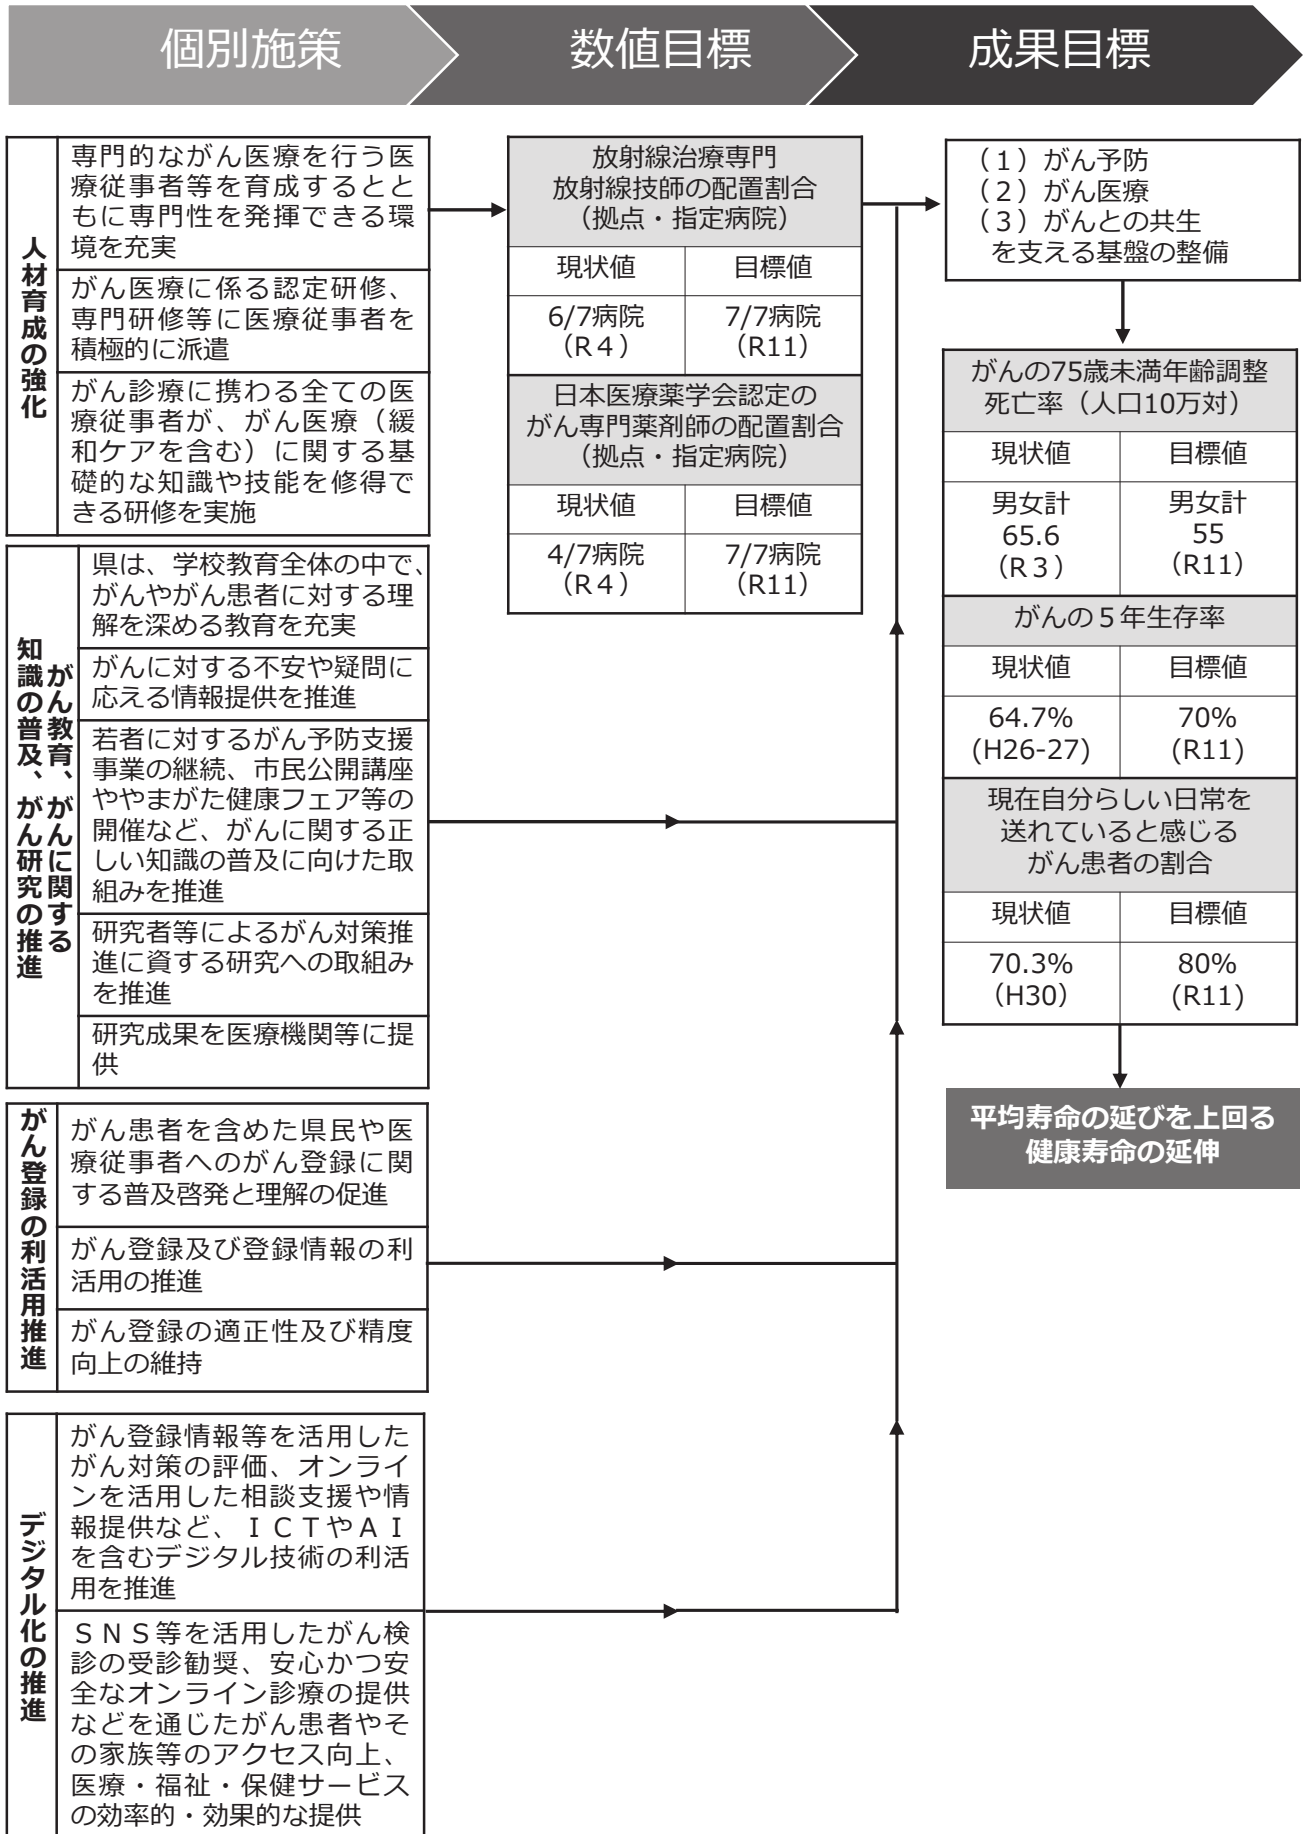 個別施策
数値目標
成果目標
人材育成の強化
専門的ながん医療を行う医
療従事者等を育成するとと
もに専門性を発揮できる環
境を充実
がん医療に係る認定研修、
専門研修等に医療従事者を
積極的に派遣
がん診療に携わる全ての医
療従事者が、がん医療（緩
和ケアを含む）に関する基
礎的な知識や技能を修得で
きる研修を実施
がん教育、がんに関する
知識の普及、がん研究の推進
県は、学校教育全体の中で、
がんやがん患者に対する理
解を深める教育を充実
がんに対する不安や疑問に
応える情報提供を推進
若者に対するがん予防支援
事業の継続、市民公開講座
ややまがた健康フェア等の
開催など、がんに関する正
しい知識の普及に向けた取
組みを推進
研究者等によるがん対策推
進に資する研究への取組み
を推進
研究成果を医療機関等に提
供
がん登録の利活用推進
がん患者を含めた県民や医
療従事者へのがん登録に関
する普及啓発と理解の促進
がん登録及び登録情報の利
活用の推進
がん登録の適正性及び精度
向上の維持
デジタル化の推進
がん登録情報等を活用した
がん対策の評価、オンライ
ンを活用した相談支援や情
報提供など、ＩＣＴやＡＩ
を含むデジタル技術の利活
用を推進
ＳＮＳ等を活用したがん検
診の受診勧奨、安心かつ安
全なオンライン診療の提供
などを通じたがん患者やそ
の家族等のアクセス向上、
医療・福祉・保健サービス
の効率的・効果的な提供
放射線治療専門
放射線技師の配置割合
（拠点・指定病院）
現状値 目標値
6/7病院 7/7病院
（R４） （R11）
日本医療薬学会認定の
がん専門薬剤師の配置割合
（拠点・指定病院）
現状値 目標値
4/7病院 7/7病院
（R４） （R11）
（１）がん予防
（２）がん医療
（３）がんとの共生
を支える基盤の整備
がんの75歳未満年齢調整
死亡率（人口10万対）
現状値 目標値
男女計 男女計
65.6 55
（R３） （R11）
がんの５年生存率
現状値 目標値
64.7% 70%
(H26-27) (R11)
現在自分らしい日常を
送れていると感じる
がん患者の割合
現状値 目標値
70.3% 80%
（H30） (R11)
平均寿命の延びを上回る
健康寿命の延伸